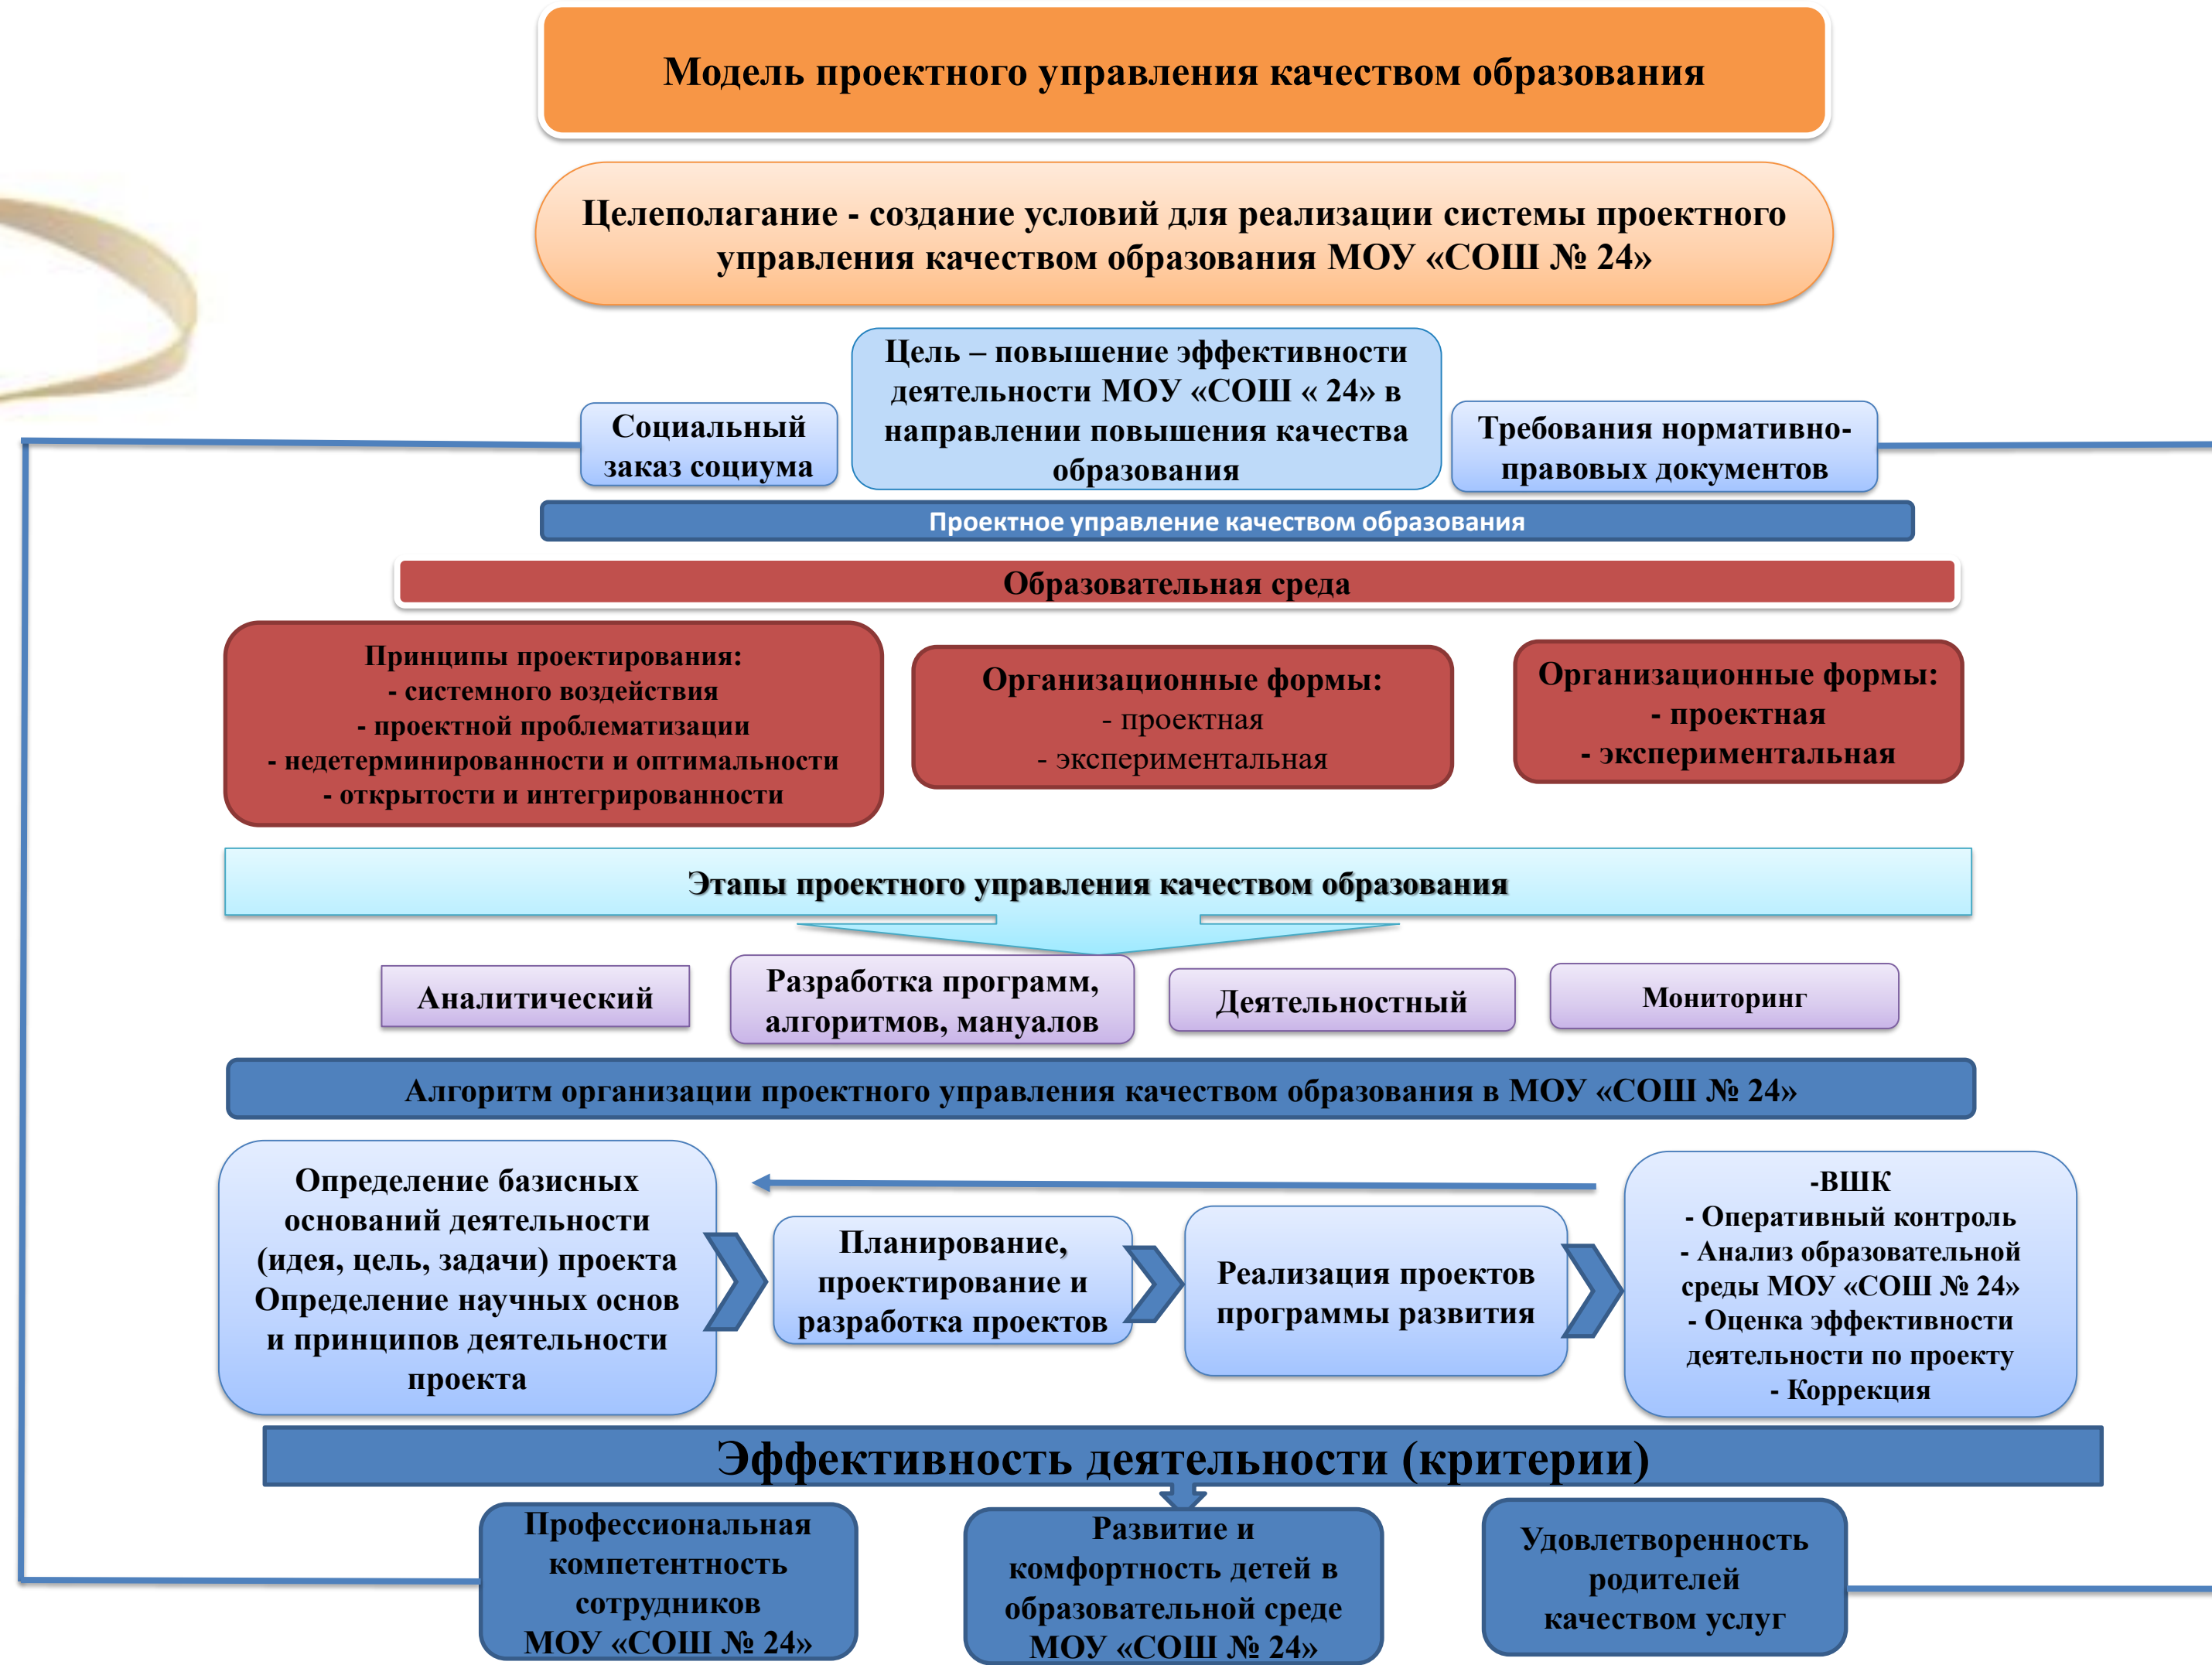 Модель проектного управления качеством образования
Целеполагание - создание условий для реализации системы проектного
управления качеством образования МОУ «СОШ № 24»
Цель – повышение эффективности
деятельности МОУ «СОШ « 24» в
направлении повышения качества
образования
Социальный
заказ социума
Требования нормативно-
правовых документов
Проектное управление качеством образования
Образовательная среда
Принципы проектирования:
- системного воздействия
- проектной проблематизации
- недетерминированности и оптимальности
- открытости и интегрированности
Организационные формы:
- проектная
- экспериментальная
Организационные формы:
- проектная
- экспериментальная
Этапы проектного управления качеством образования
Аналитический
Разработка программ,
алгоритмов, мануалов
Деятельностный
Мониторинг
Алгоритм организации проектного управления качеством образования в МОУ «СОШ № 24»
Определение базисных
оснований деятельности
(идея, цель, задачи) проекта
Определение научных основ
и принципов деятельности
проекта
Планирование,
проектирование и
разработка проектов
Реализация проектов
программы развития
-ВШК
- Оперативный контроль
- Анализ образовательной
среды МОУ «СОШ № 24»
- Оценка эффективности
деятельности по проекту
- Коррекция
Эффективность деятельности (критерии)
Профессиональная
компетентность
сотрудников
МОУ «СОШ № 24»
Развитие и
комфортность детей в
образовательной среде
МОУ «СОШ № 24»
Удовлетворенность
родителей
качеством услуг